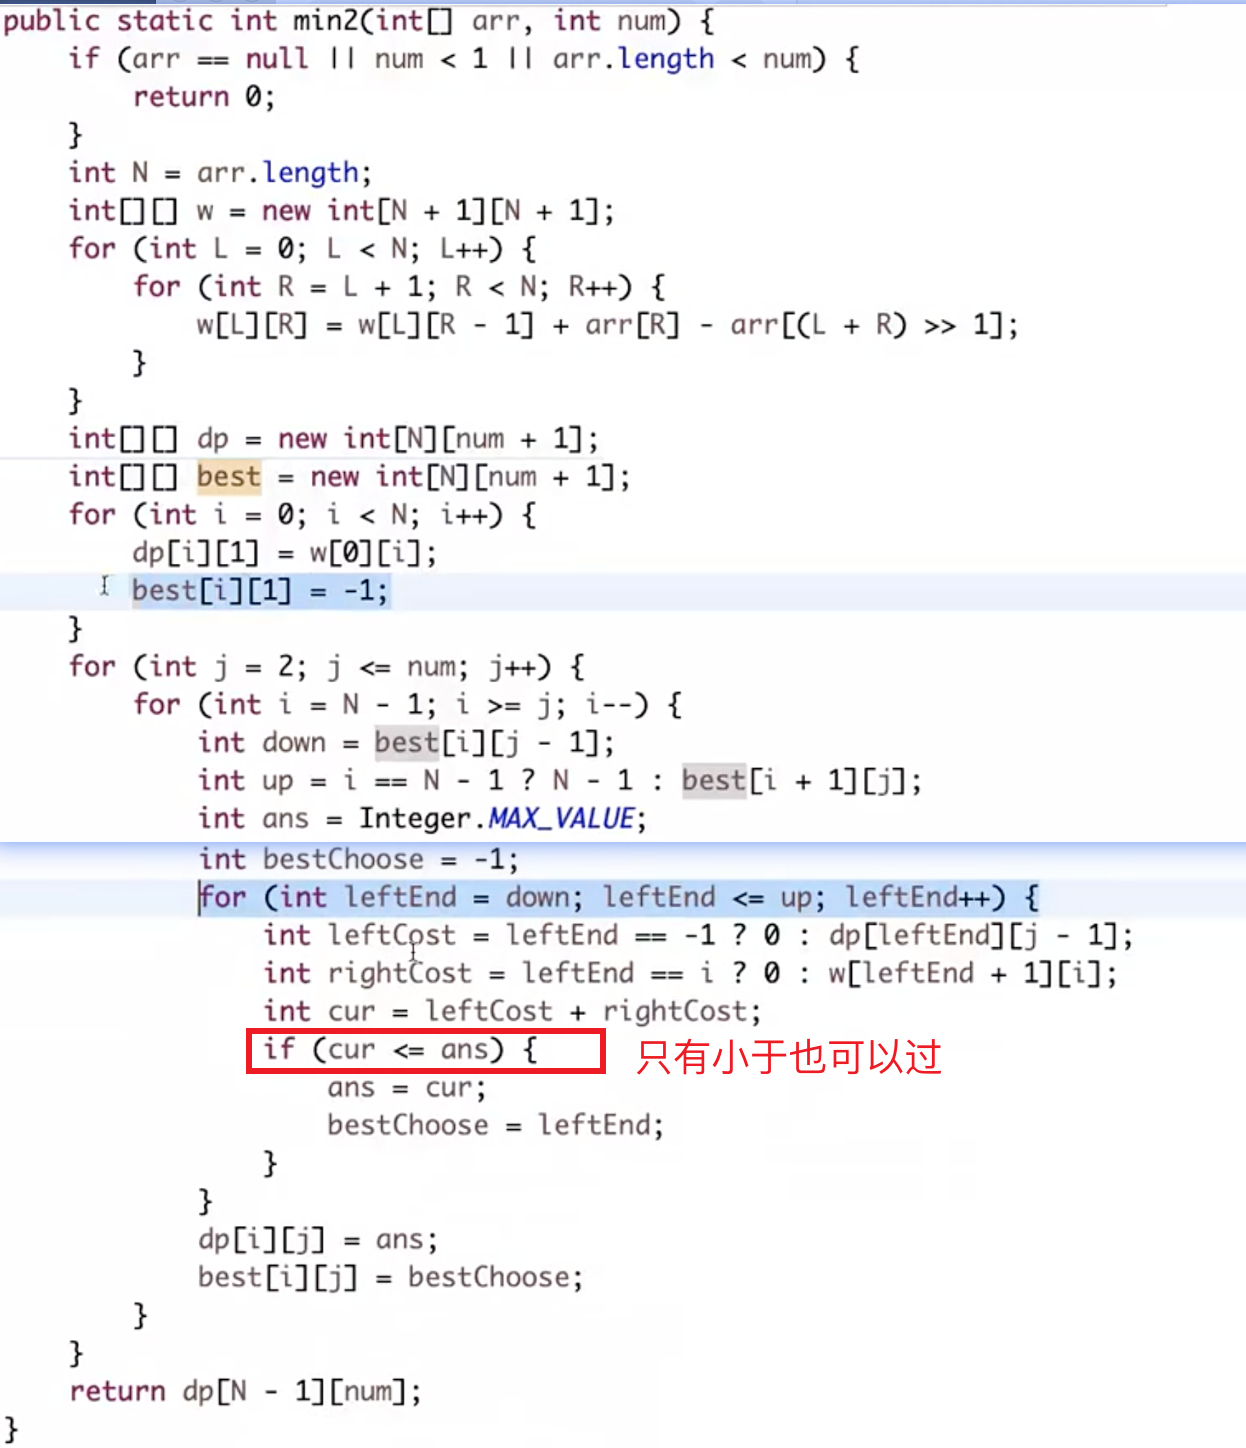 public static int min2(int[] arr, int num) {
    if (arr == null || num < 1 || arr.length < num) {
        return 0;
    }
    int N = arr.length;
    int[][] w = new int[N + 1][N + 1];
    for (int L = 0; L < N; L++) {
        for (int R = L + 1; R < N; R++) {
            w[L][R] = w[L][R - 1] + arr[R] - arr[(L + R) >> 1];
        }
    }
    int[][] dp = new int[N][num + 1];
    int[][] best = new int[N][num + 1];
    for (int i = 0; i < N; i++) {
        dp[i][1] = w[0][i];
        best[i][1] = -1;
    }
    for (int j = 2; j <= num; j++) {
        for (int i = N - 1; i >= j; i--) {
            int down = best[i][j - 1];
            int up = i == N - 1 ? N - 1 : best[i + 1][j];
            int ans = Integer.MAX_VALUE;
            int bestChoose = -1;
            for (int leftEnd = down; leftEnd <= up; leftEnd++) {
                int leftCost = leftEnd == -1 ? 0 : dp[leftEnd][j - 1];
                int rightCost = leftEnd == i ? 0 : w[leftEnd + 1][i];
                int cur = leftCost + rightCost;
                if (cur <= ans) { 只有小于也可以过
                    ans = cur;
                    bestChoose = leftEnd;
                }
            }
            dp[i][j] = ans;
            best[i][j] = bestChoose;
        }
    }
    return dp[N - 1][num];
}